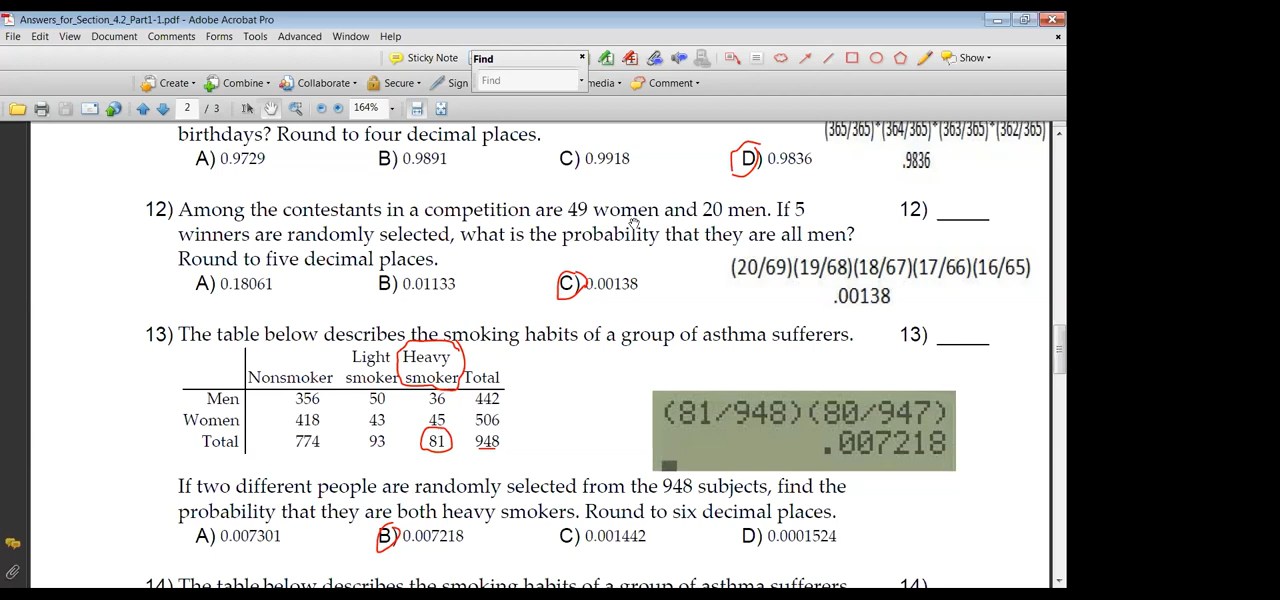 Answers_for_Section_4.2_Part1-1.pdf - Adobe Acrobat Pro
File Edit View Document Comments Forms Tools Advanced Window Help
Sticky Note Find Show
Find
Create Combine Collaborate Secure Sign media Comment
2 / 3 164%
birthdays? Round to four decimal places.
(365/365)*(364/365)*(363/365)*(362/365)
A) 0.9729 B) 0.9891 C) 0.9918 D) 0.9836
.9836
12) Among the contestants in a competition are 49 women and 20 men. If 5 12)
winners are randomly selected, what is the probability that they are all men?
Round to five decimal places.
(20/69)(19/68)(18/67)(17/66)(16/65)
A) 0.18061 B) 0.01133 C) 0.00138
.00138
13) The table below describes the smoking habits of a group of asthma sufferers. 13)
Light Heavy
Nonsmoker smoker smoker Total
Men 356 50 36 442
Women 418 43 45 506
Total 774 93 81 948
(81/948)(80/947)
.007218
If two different people are randomly selected from the 948 subjects, find the
probability that they are both heavy smokers. Round to six decimal places.
A) 0.007301 B) 0.007218 C) 0.001442 D) 0.0001524
14) The table below describes the smoking habits of a group of asthma sufferers. 14)